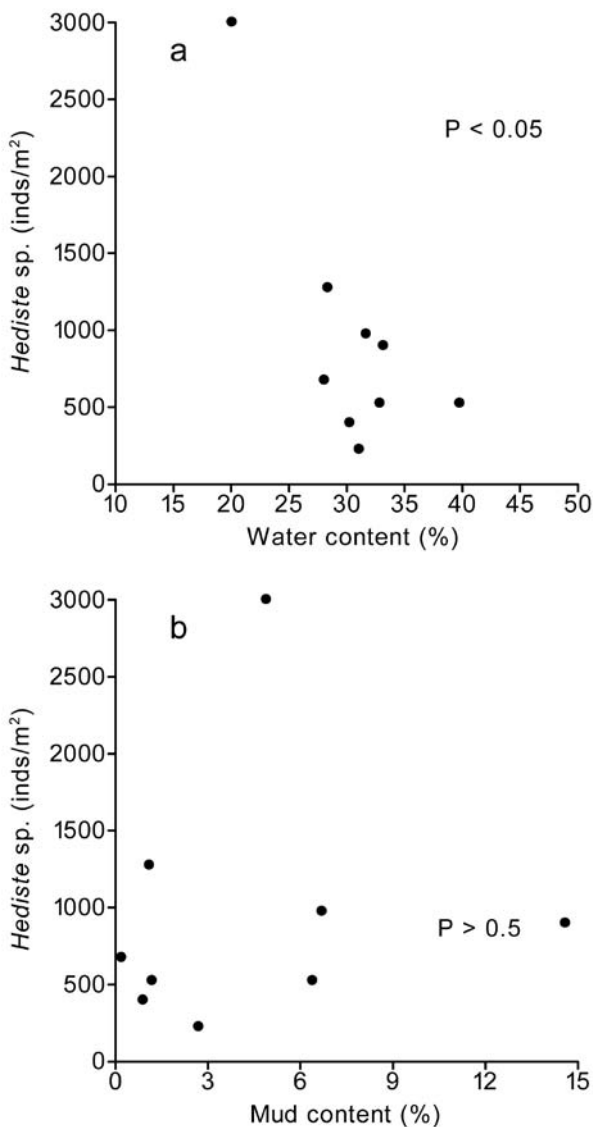 3000
a
2500
P < 0.05
2000
1500
1000
500
0
Hediste sp. (inds/m²)
10 15 20 25 30 35 40 45 50
Water content (%)
3000
b
2500
2000
1500
1000
P > 0.5
500
0
Hediste sp. (inds/m²)
0 3 6 9 12 15
Mud content (%)